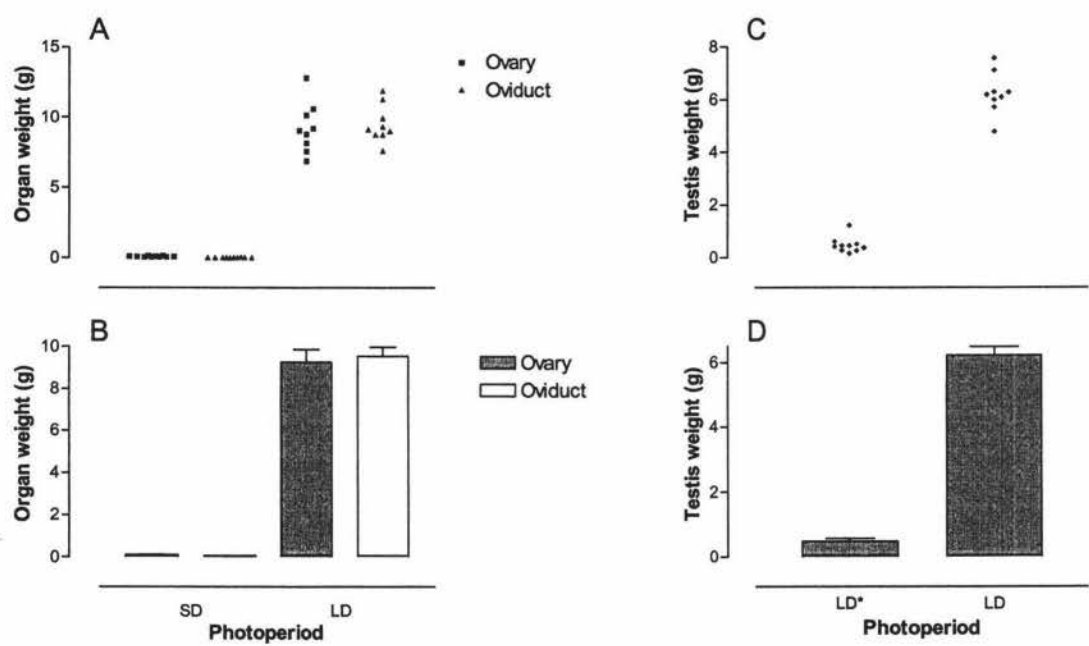 A
15
10
5
0
Organ weight (g)
Ovary
Oviduct
C
8
6
4
2
0
Testis weight (g)
B
10
8
6
4
2
0
Organ weight (g)
SD LD
Photoperiod
Ovary
Oviduct
D
6
4
2
0
Testis weight (g)
LD* LD
Photoperiod